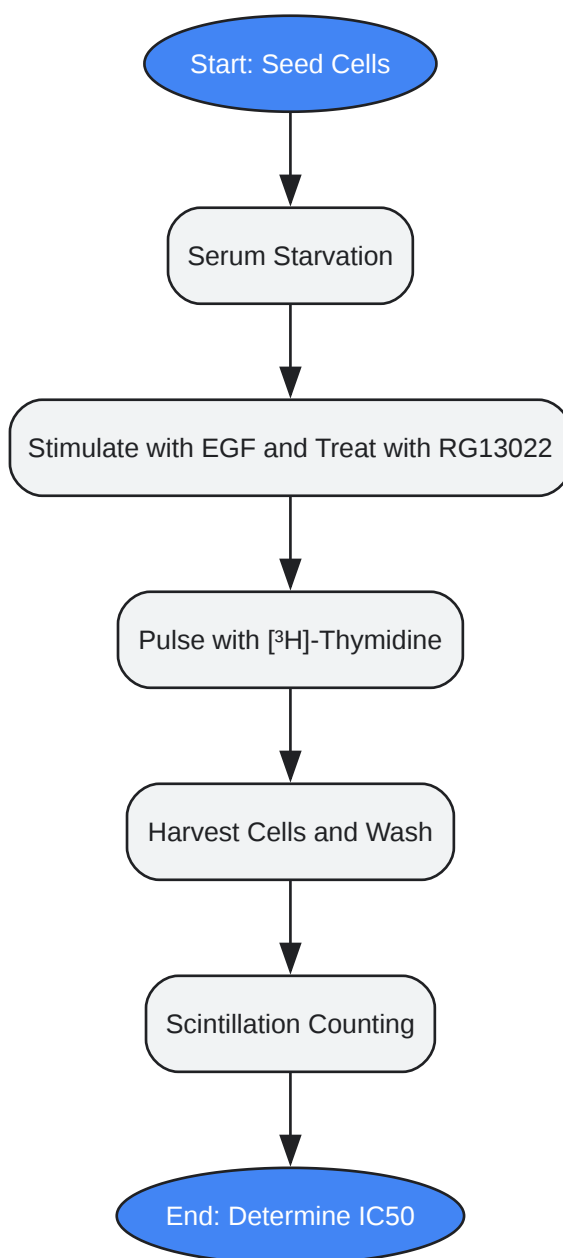 Start: Seed Cells
Serum Starvation
Stimulate with EGF and Treat with RG13022
Pulse with [³H]-Thymidine
Harvest Cells and Wash
Scintillation Counting
End: Determine IC50